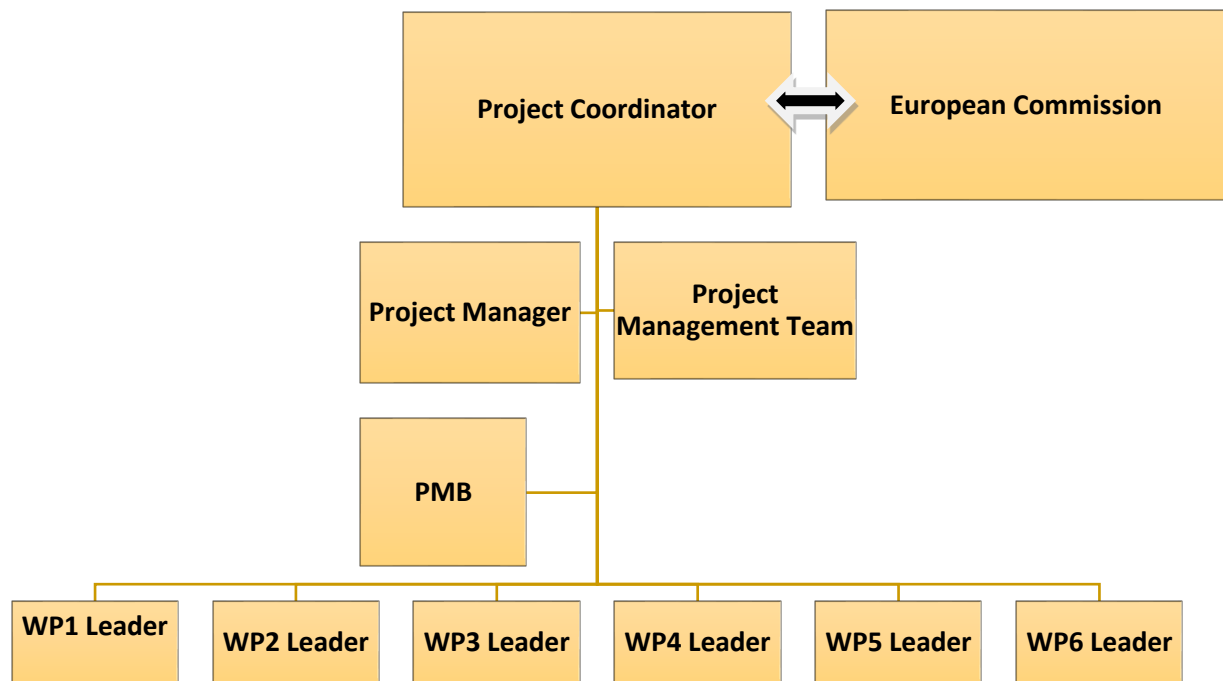 Project Coordinator
European Commission
Project Manager
Project
Management Team
PMB
WP1 Leader
WP2 Leader
WP3 Leader
WP4 Leader
WP5 Leader
WP6 Leader